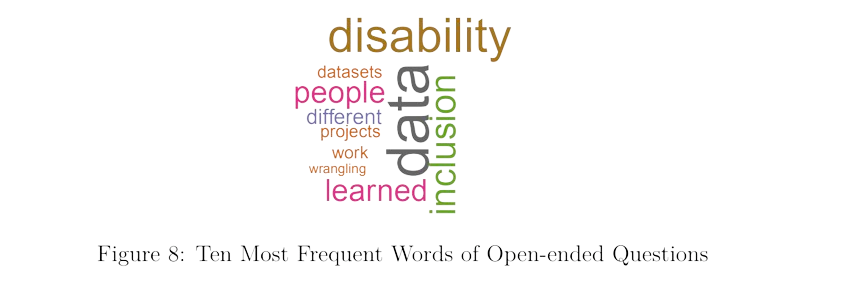 disability
datasets
people
different
projects
work
wrangling
learned
data
inclusion
Figure 8: Ten Most Frequent Words of Open-ended Questions